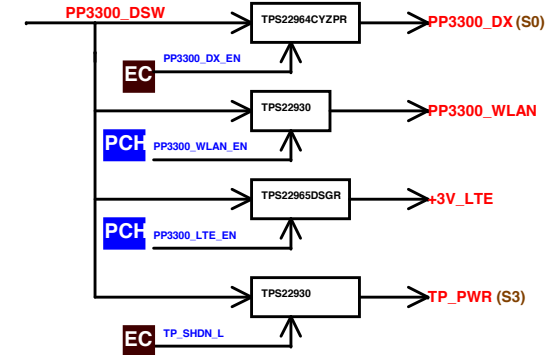 PP3300_DSW
TPS22964CYZPR
PP3300_DX (S0)
PP3300_DX_EN
EC
TPS22930
PP3300_WLAN
PCH
PP3300_WLAN_EN
TPS22965DSGR
+3V_LTE
PCH
PP3300_LTE_EN
TPS22930
TP_PWR (S3)
EC
TP_SHDN_L